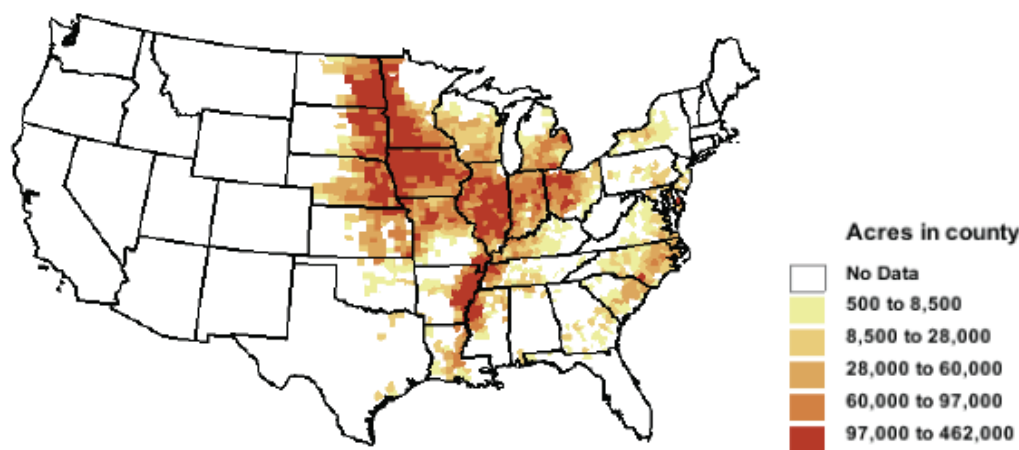 Acres in county
No Data
500 to 8,500
8,500 to 28,000
28,000 to 60,000
60,000 to 97,000
97,000 to 462,000